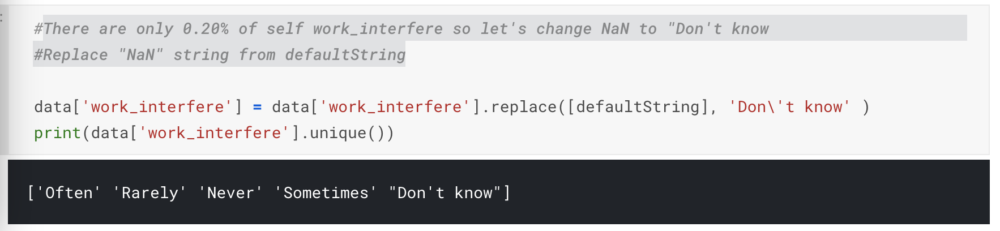 :
#There are only 0.20% of self work_interfere so let's change NaN to "Don't know
#Replace "NaN" string from defaultString
data['work_interfere'] = data['work_interfere'].replace([defaultString], 'Don\'t know' )
print(data['work_interfere'].unique())
['Often' 'Rarely' 'Never' 'Sometimes' "Don't know"]